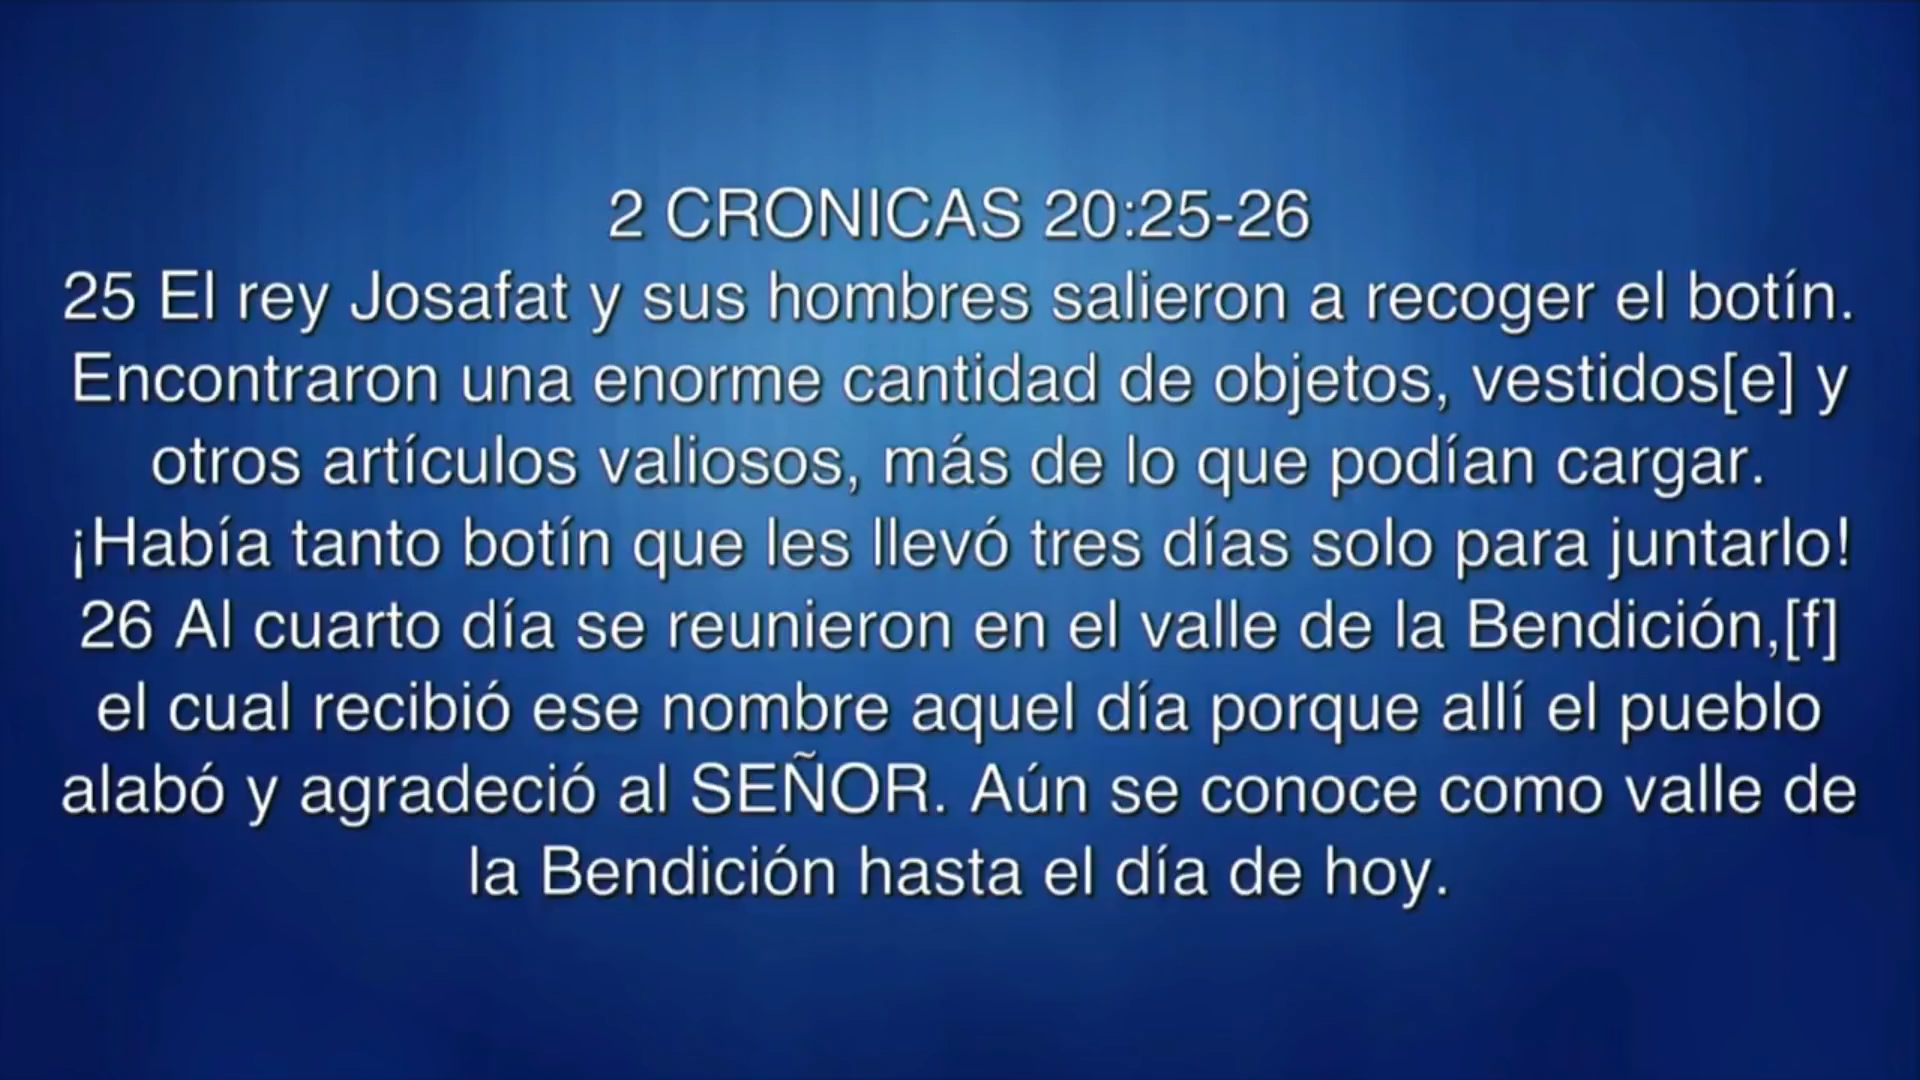 2 CRONICAS 20:25-26
25 El rey Josafat y sus hombres salieron a recoger el botín.
Encontraron una enorme cantidad de objetos, vestidos[e] y
otros artículos valiosos, más de lo que podían cargar.
¡Había tanto botín que les llevó tres días solo para juntarlo!
26 Al cuarto día se reunieron en el valle de la Bendición,[f]
el cual recibió ese nombre aquel día porque allí el pueblo
alabó y agradeció al SEÑOR. Aún se conoce como valle de
la Bendición hasta el día de hoy.